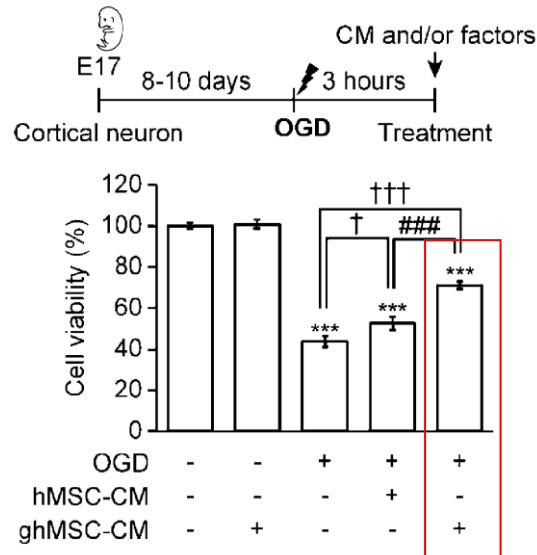 CM and/or factors
E17
8-10 days
3 hours
Cortical neuron
OGD
Treatment
120
100
80
60
40
20
0
Cell viability (%)
†††
†
###
***
***
***
OGD - - + + +
hMSC-CM - - - + -
ghMSC-CM - + - - +